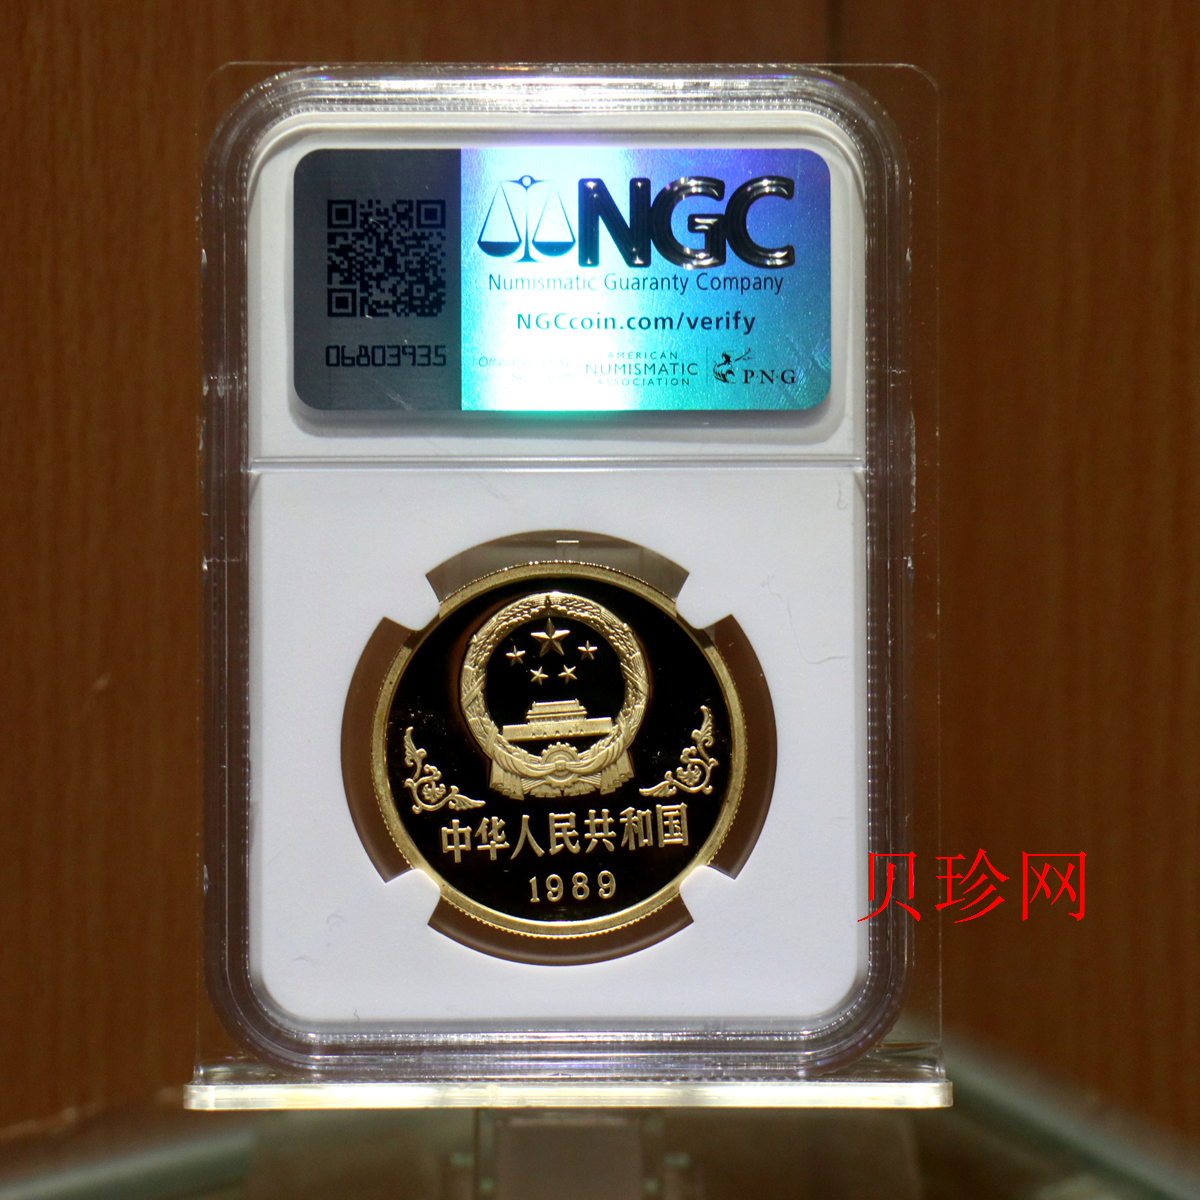 NGC
Numismatic Guaranty Company
NGCcoin.com/verify
06803935
AMERICAN
NUMISMATIC
ASSOCIATION
P·N·G
中华人民共和国
1989
贝珍网